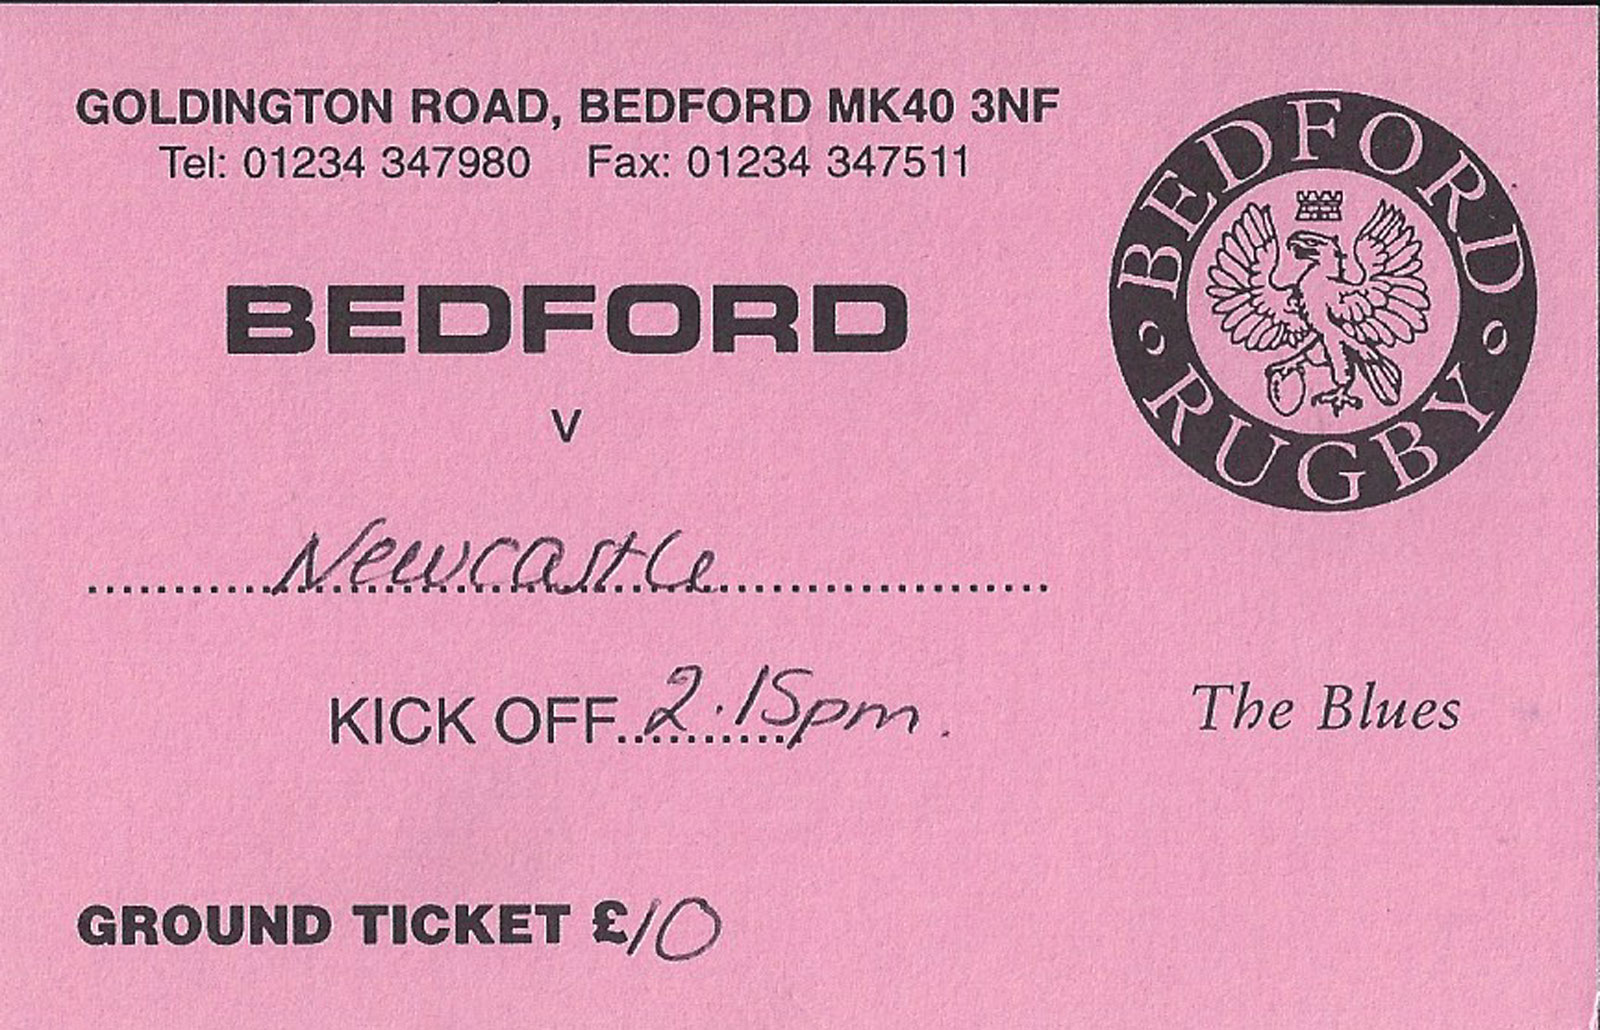 GOLDINGTON ROAD, BEDFORD MK40 3NF
Tel: 01234 347980 Fax: 01234 347511
BEDFORD RUGBY
BEDFORD
v
Newcastle
KICK OFF 2.15pm.
The Blues
GROUND TICKET £10